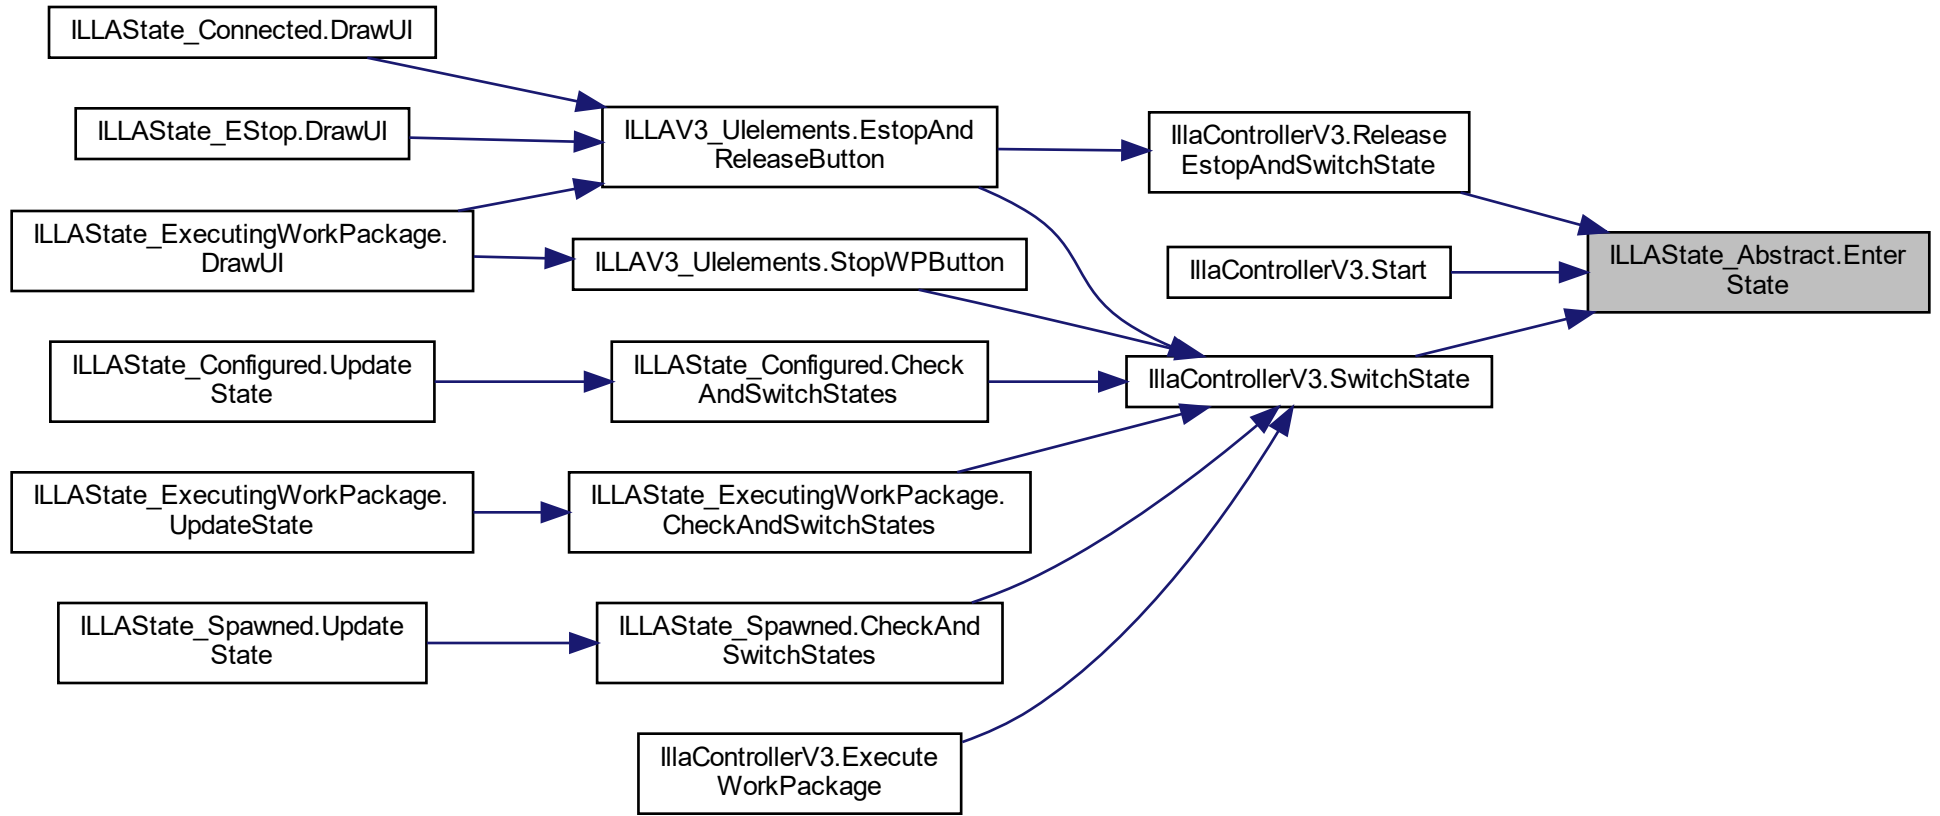 ILLAState_Connected.DrawUI
ILLAState_EStop.DrawUI
ILLAState_ExecutingWorkPackage.
DrawUI
ILLAState_Configured.Update
State
ILLAState_ExecutingWorkPackage.
UpdateState
ILLAState_Spawned.Update
State
ILLAV3_UIelements.EstopAnd
ReleaseButton
ILLAV3_UIelements.StopWPButton
ILLAState_Configured.Check
AndSwitchStates
ILLAState_ExecutingWorkPackage.
CheckAndSwitchStates
ILLAState_Spawned.CheckAnd
SwitchStates
IllaControllerV3.Execute
WorkPackage
IllaControllerV3.Release
EstopAndSwitchState
IllaControllerV3.Start
IllaControllerV3.SwitchState
ILLAState_Abstract.Enter
State